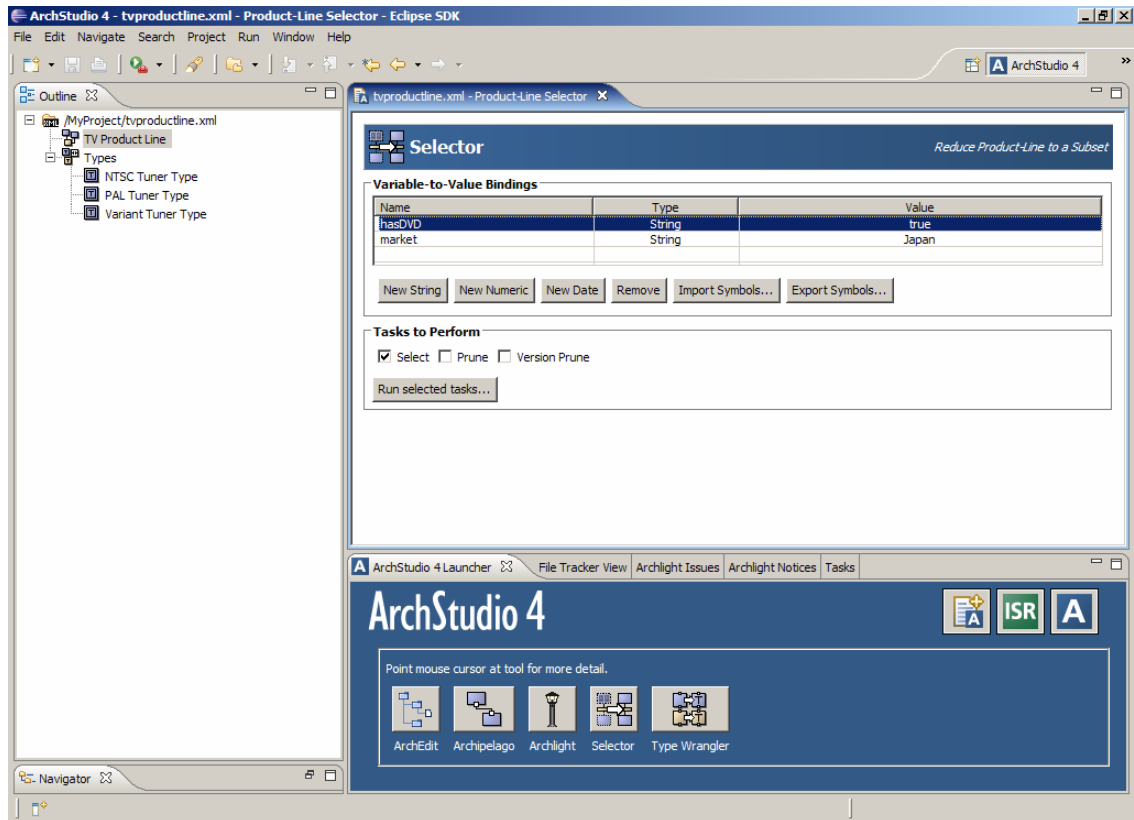 ArchStudio 4 - tvproductline.xml - Product-Line Selector - Eclipse SDK
File Edit Navigate Search Project Run Window Help
ArchStudio 4 »
Outline
/MyProject/tvproductline.xml
TV Product Line
Types
NTSC Tuner Type
PAL Tuner Type
Variant Tuner Type
tvproductline.xml - Product-Line Selector
Selector
Reduce Product-Line to a Subset
Variable-to-Value Bindings
Name Type Value
hasDVD String true
market String Japan
New String New Numeric New Date Remove Import Symbols... Export Symbols...
Tasks to Perform
Select Prune Version Prune
Run selected tasks...
ArchStudio 4 Launcher File Tracker View Archlight Issues Archlight Notices Tasks
ArchStudio 4
ISR A
Point mouse cursor at tool for more detail.
ArchEdit Archipelago Archlight Selector Type Wrangler
Navigator